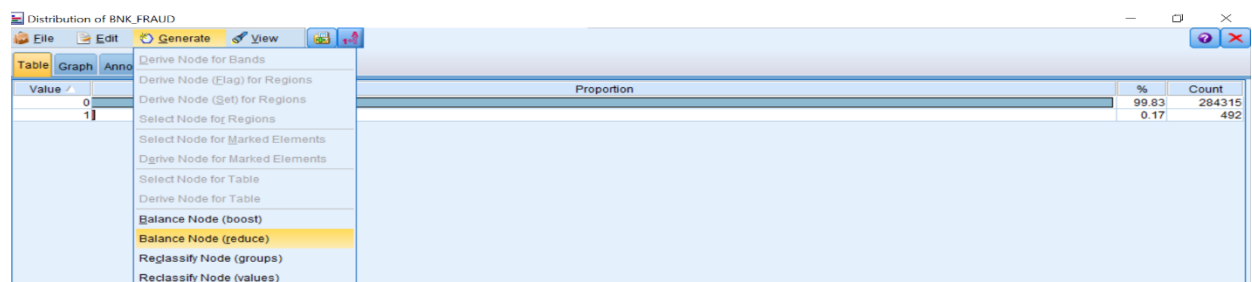 Distribution of BNK_FRAUD
File Edit Generate View
Table Graph Anno
Derive Node for Bands
Derive Node (Flag) for Regions
Derive Node (Set) for Regions
Select Node for Regions
Select Node for Marked Elements
Derive Node for Marked Elements
Select Node for Table
Derive Node for Table
Balance Node (boost)
Balance Node (reduce)
Reclassify Node (groups)
Reclassify Node (values)
Value Proportion % Count
0 99.83 284315
1 0.17 492